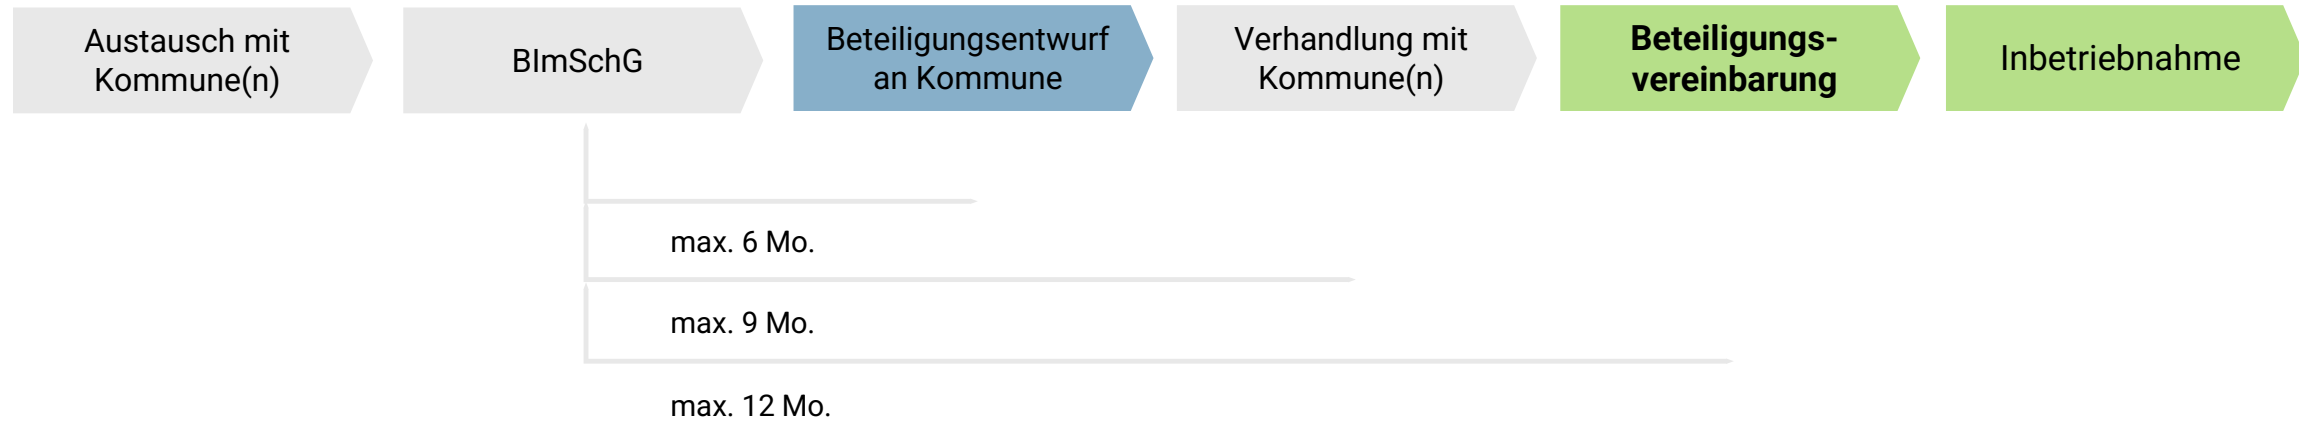 Austausch mit
Kommune(n)
BImSchG
Beteiligungsentwurf
an Kommune
Verhandlung mit
Kommune(n)
Beteiligungs-
vereinbarung
Inbetriebnahme
max. 6 Mo.
max. 9 Mo.
max. 12 Mo.